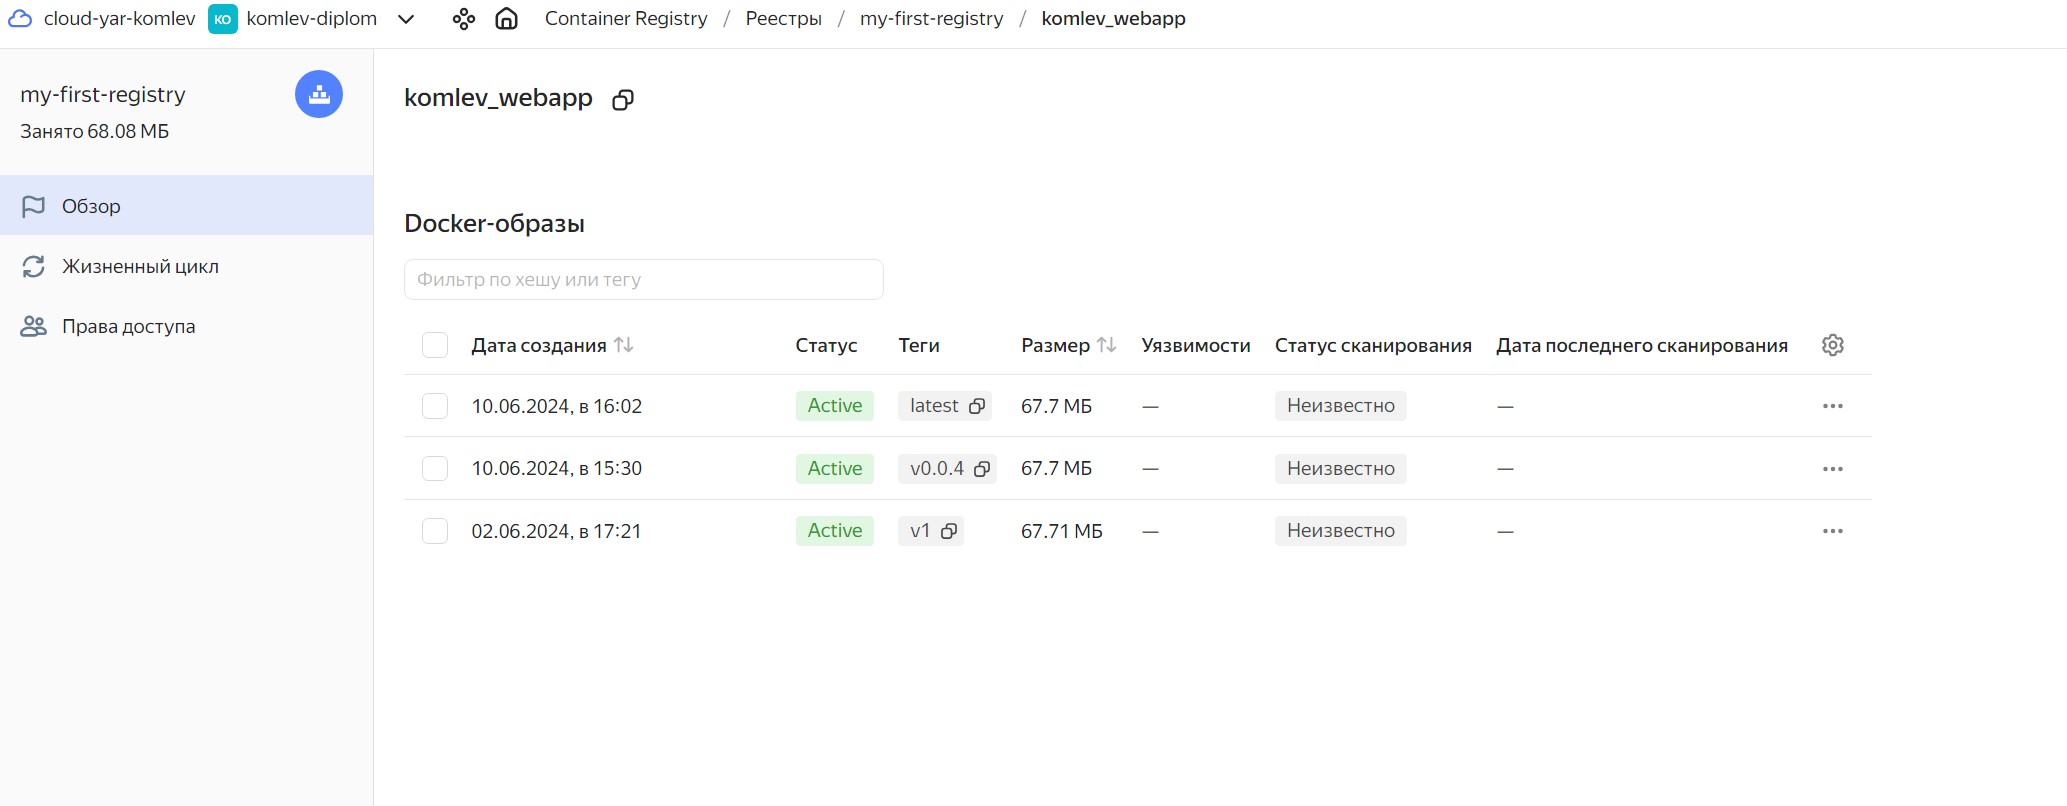 cloud-yar-komlev KO komlev-diplom Container Registry / Реестры / my-first-registry / komlev_webapp
my-first-registry
Занято 68.08 МБ
Обзор
Жизненный цикл
Права доступа
komlev_webapp
Docker-образы
Фильтр по хешу или тегу
Дата создания Статус Теги Размер Уязвимости Статус сканирования Дата последнего сканирования
10.06.2024, в 16:02 Active latest 67.7 МБ — Неизвестно —
10.06.2024, в 15:30 Active v0.0.4 67.7 МБ — Неизвестно —
02.06.2024, в 17:21 Active v1 67.71 МБ — Неизвестно —